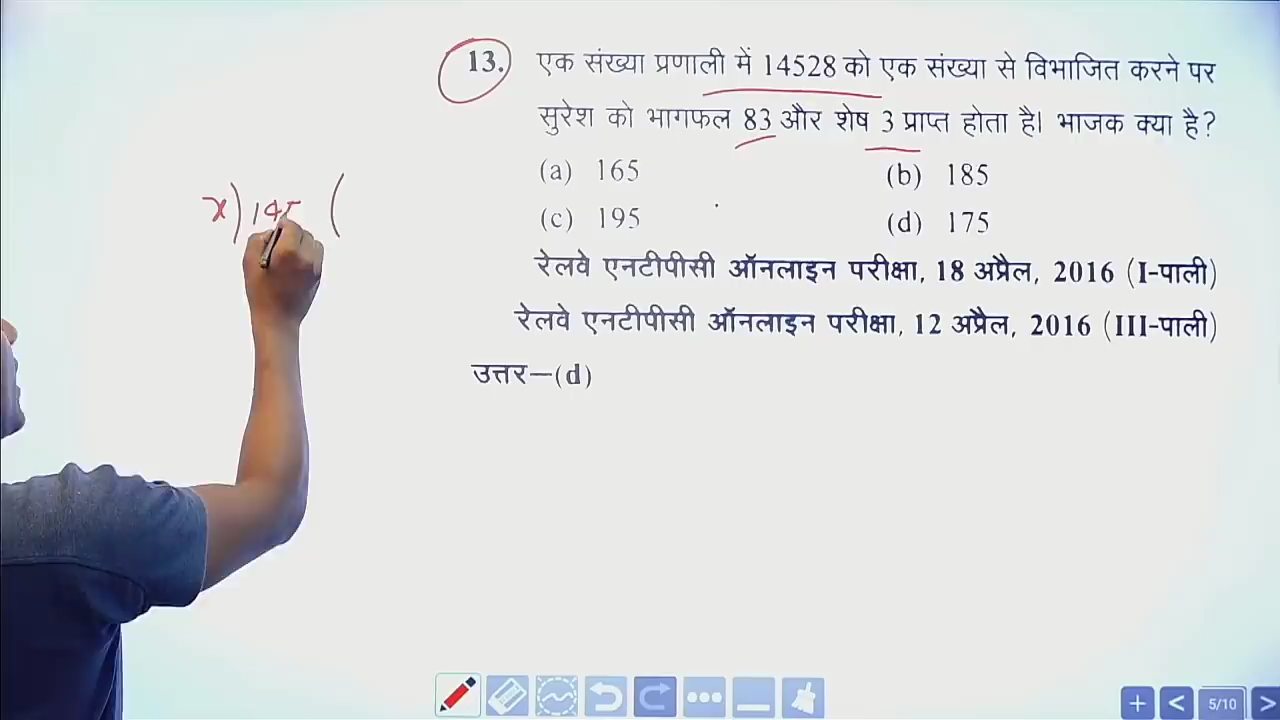 13. एक संख्या प्रणाली में 14528 को एक संख्या से विभाजित करने पर
सुरेश को भागफल 83 और शेष 3 प्राप्त होता है। भाजक क्या है?
(a) 165 (b) 185
(c) 195 (d) 175
रेलवे एनटीपीसी ऑनलाइन परीक्षा, 18 अप्रैल, 2016 (I-पाली)
रेलवे एनटीपीसी ऑनलाइन परीक्षा, 12 अप्रैल, 2016 (III-पाली)
उत्तर—(d)
x) 145 (
5/10